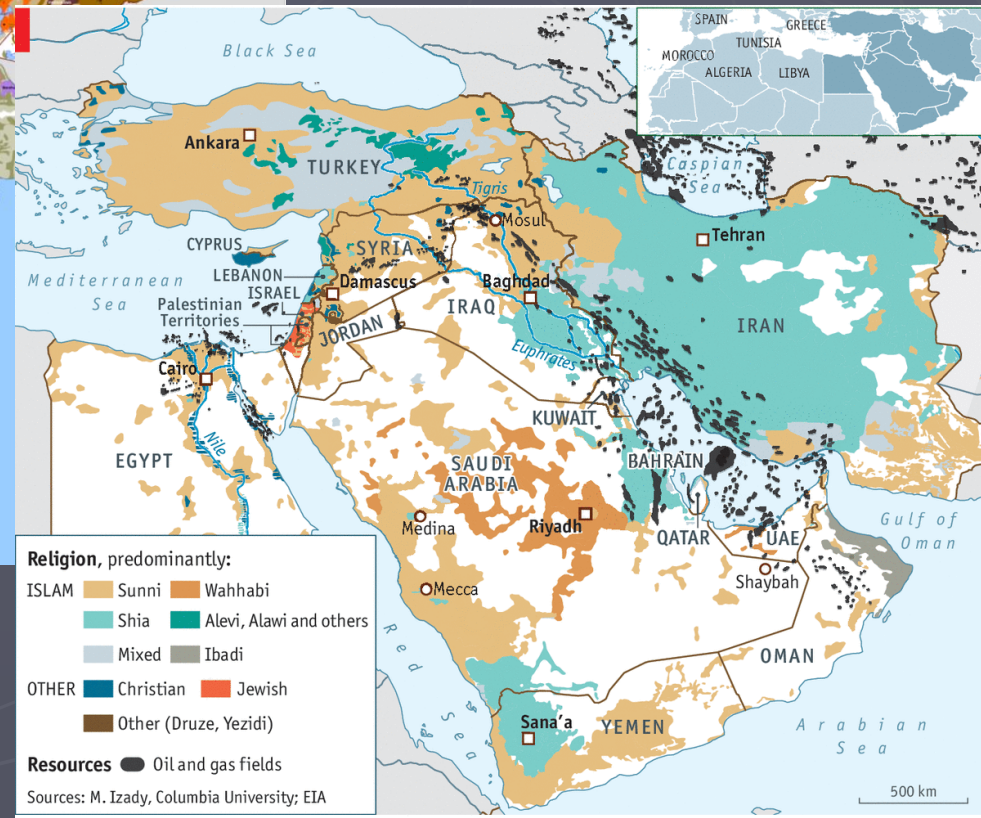 SPAIN
GREECE
TUNISIA
MOROCCO
ALGERIA
LIBYA
Black Sea
Caspian
Sea
Ankara
TURKEY
Tigris
Mosul
Tehran
CYPRUS
SYRIA
LEBANON
Damascus
Baghdad
Mediterranean
Sea
ISRAEL
IRAQ
Palestinian
Territories
JORDAN
IRAN
Euphrates
Cairo
KUWAIT
Nile
EGYPT
SAUDI
ARABIA
BAHRAIN
Medina
Riyadh
QATAR
UAE
Gulf of
Oman
Shaybah
Mecca
Red Sea
OMAN
Sana'a
YEMEN
Arabian
Sea
500 km
Religion, predominantly:
ISLAM Sunni Wahhabi
Shia Alevi, Alawi and others
Mixed Ibadi
OTHER Christian Jewish
Other (Druze, Yezidi)
Resources Oil and gas fields
Sources: M. Izady, Columbia University; EIA